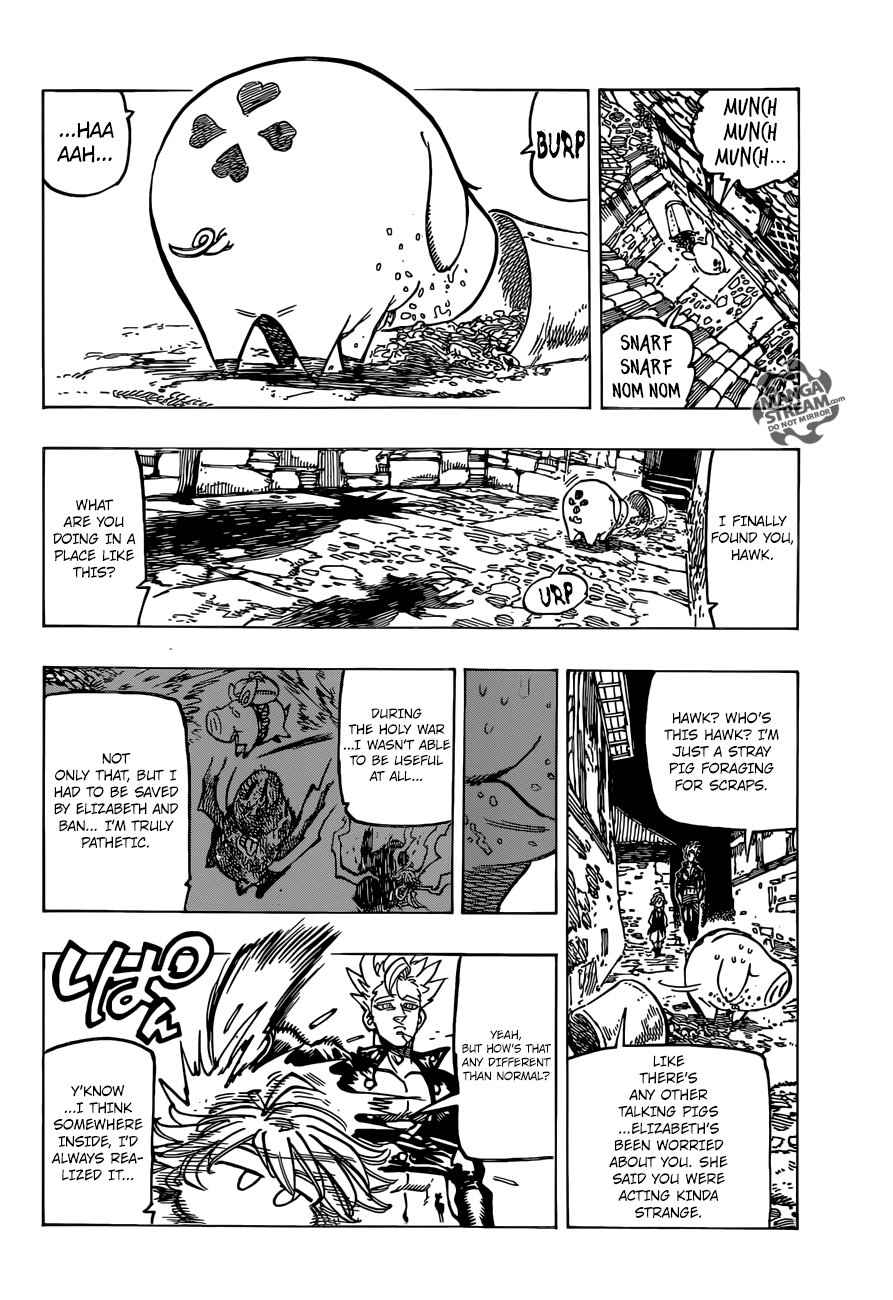 MUNCH
MUNCH
MUNCH...
SNARF
SNARF
NOM NOM
MANGA
STREAM.com
DO NOT MIRROR
BURP
...HAA
AAH...
I FINALLY
FOUND YOU,
HAWK.
URP
WHAT
ARE YOU
DOING IN A
PLACE LIKE
THIS?
HAWK? WHO'S
THIS HAWK? I'M
JUST A STRAY
PIG FORAGING
FOR SCRAPS.
LIKE
THERE'S
ANY OTHER
TALKING PIGS
...ELIZABETH'S
BEEN WORRIED
ABOUT YOU. SHE
SAID YOU WERE
ACTING KINDA
STRANGE.
DURING
THE HOLY WAR
...I WASN'T ABLE
TO BE USEFUL
AT ALL...
NOT
ONLY THAT, BUT I
HAD TO BE SAVED
BY ELIZABETH AND
BAN... I'M TRULY
PATHETIC.
YEAH,
BUT HOW'S THAT
ANY DIFFERENT
THAN NORMAL?
りぱん
Y'KNOW
...I THINK
SOMEWHERE
INSIDE, I'D
ALWAYS REA-
LIZED IT...